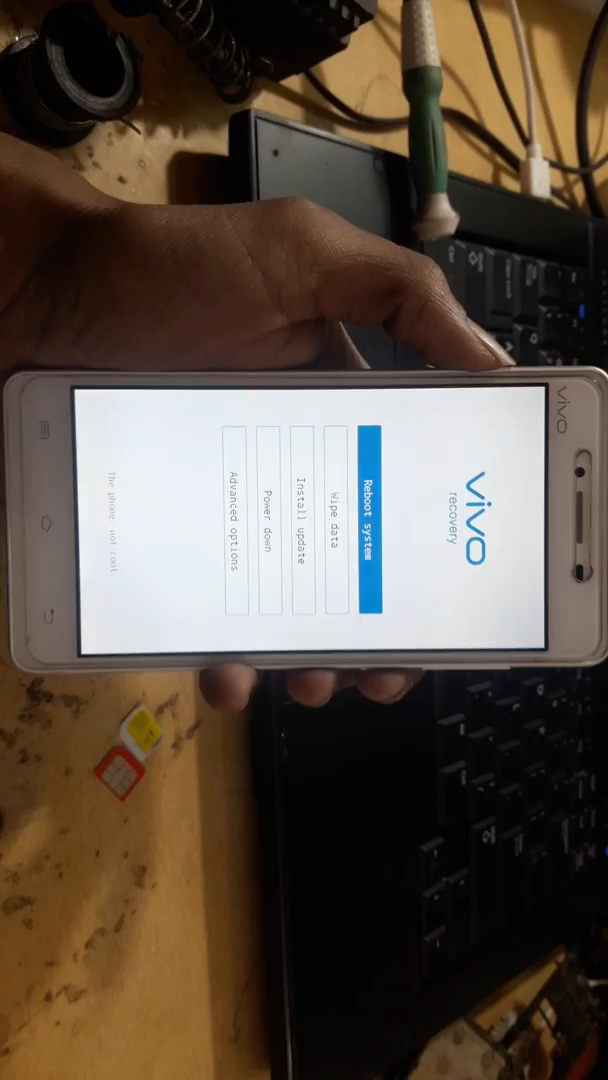 vivo
vivo
recovery
Reboot system
Wipe data
Install update
Power down
Advanced options
The phone: not root